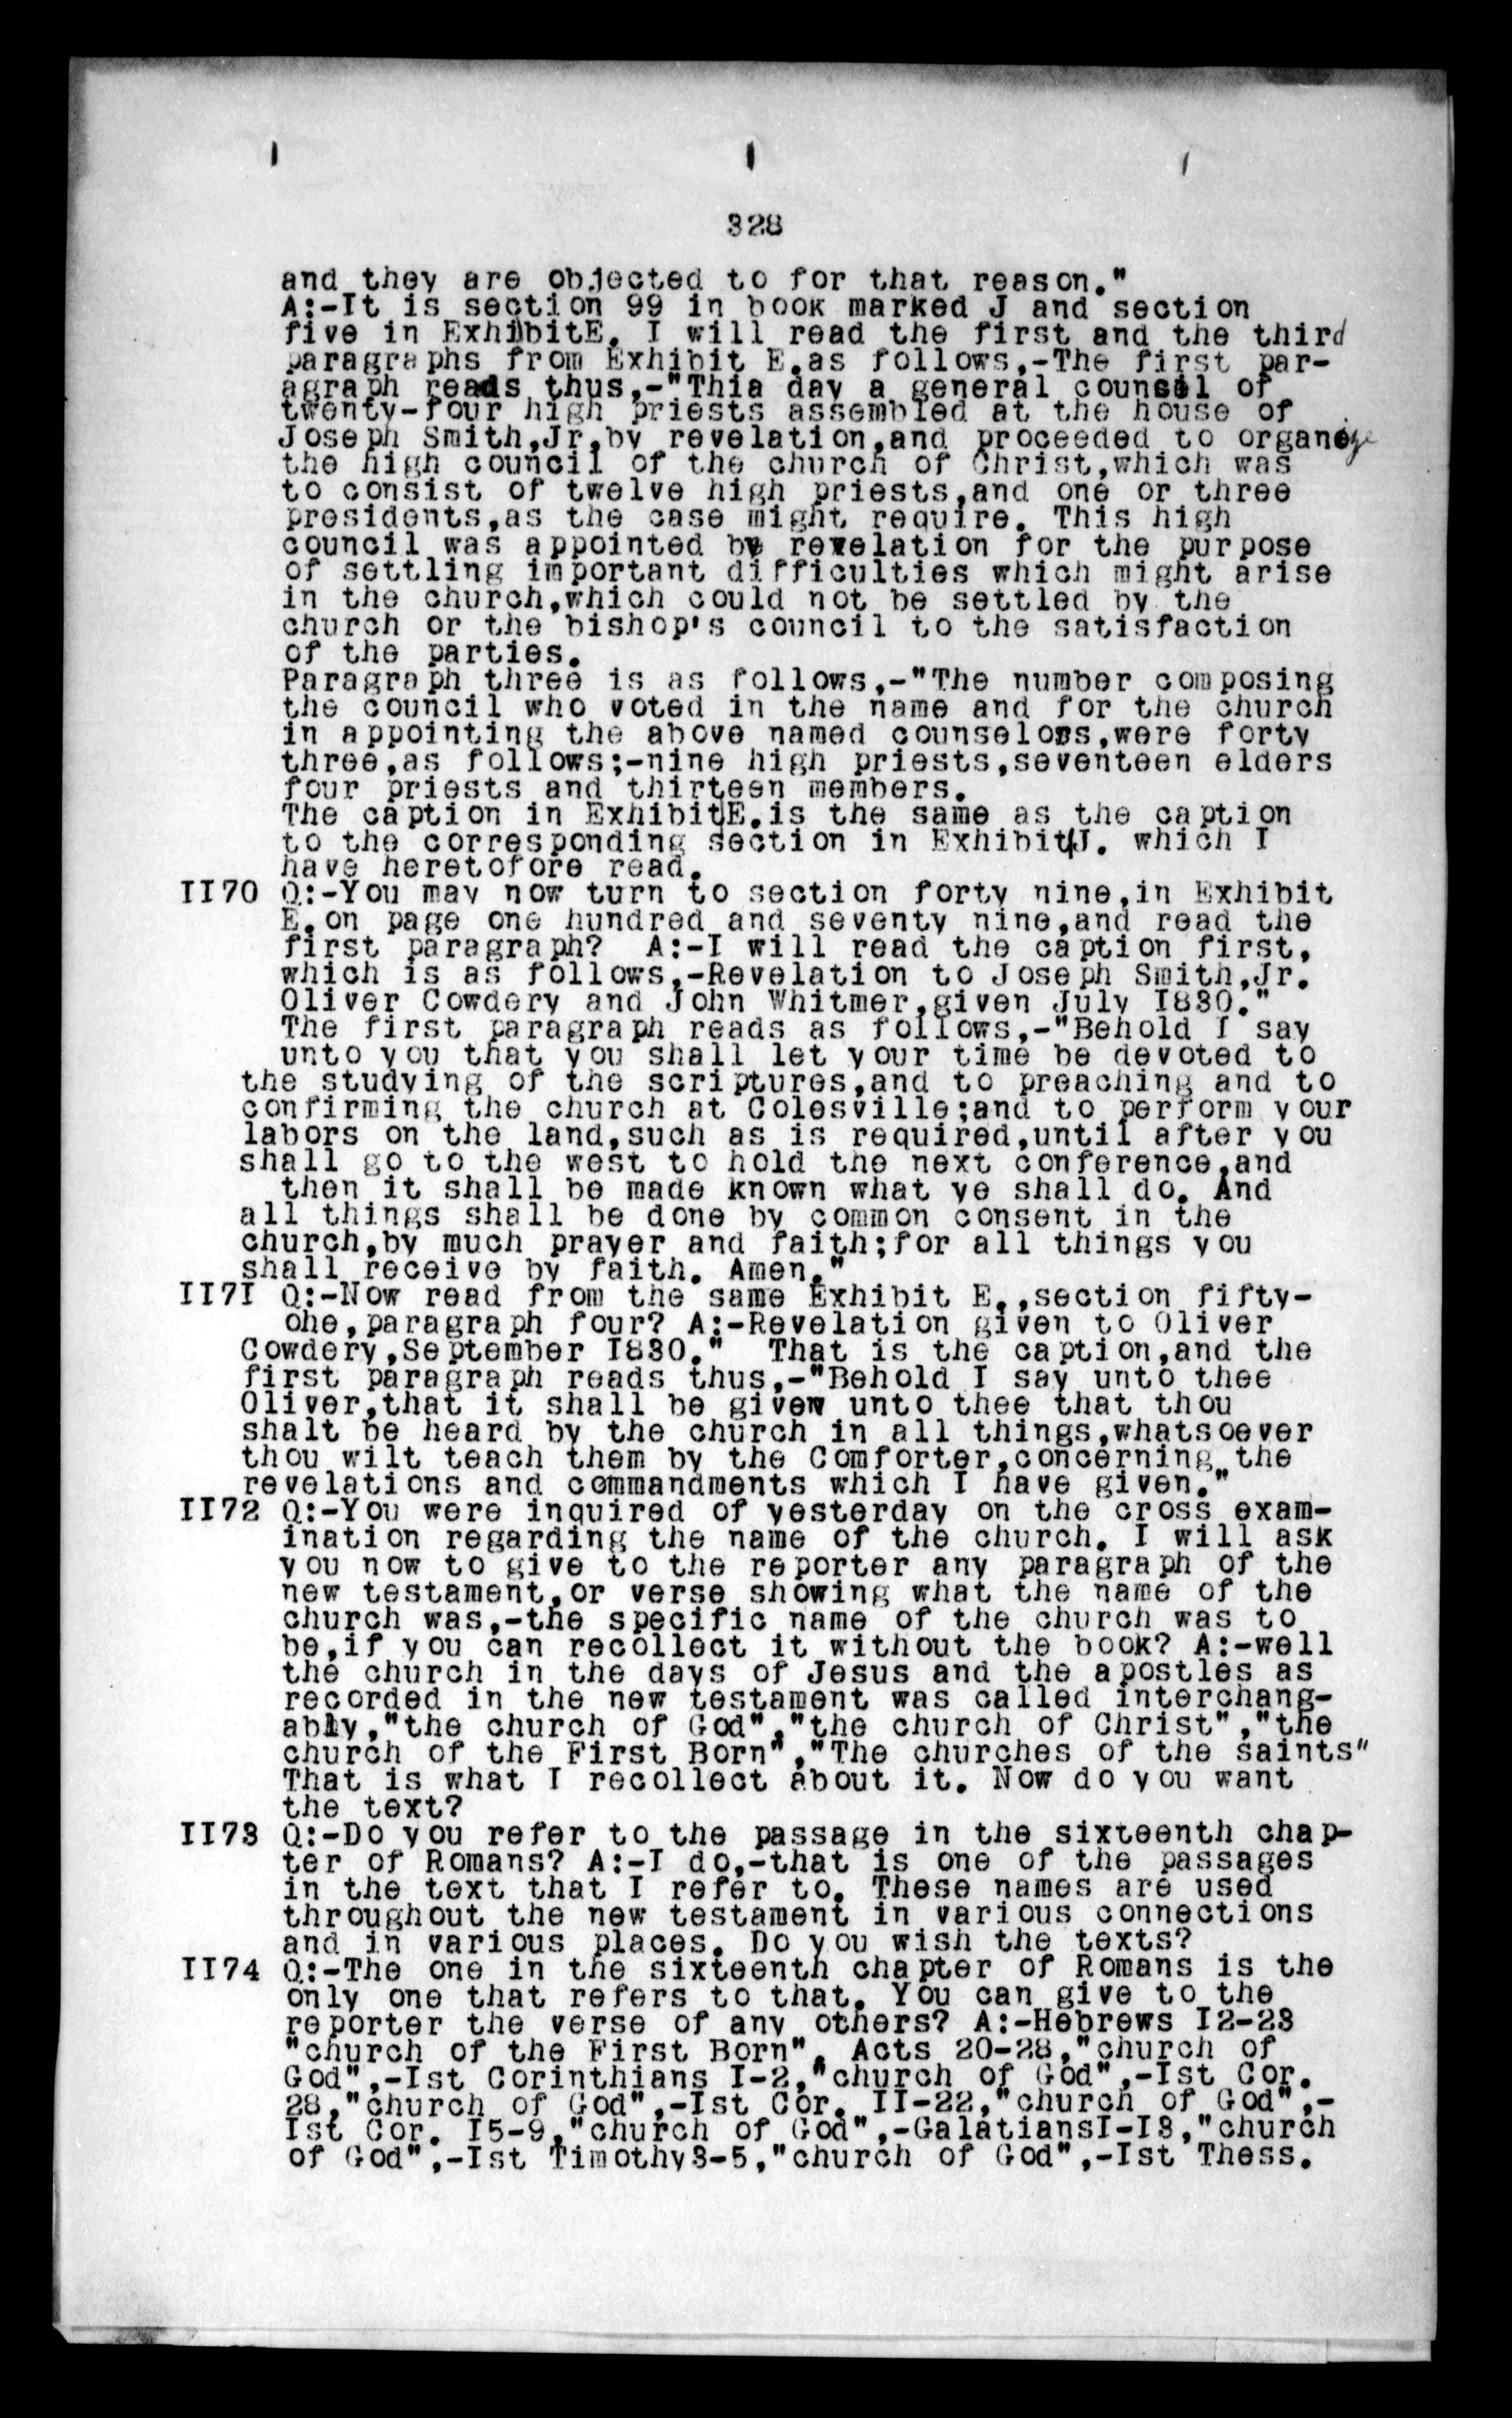 328
and they are objected to for that reason."
A:-It is section 99 in book marked J and section
five in ExhibitE. I will read the first and the third
paragraphs from Exhibit E.as follows,-The first par-
agraph reads thus,-"Thia day a general counsel of
twenty-four high priests assembled at the house of
Joseph Smith,Jr,by revelation,and proceeded to organize
the high council of the church of Christ,which was
to consist of twelve high priests,and one or three
presidents,as the case might require. This high
council was appointed by revelation for the purpose
of settling important difficulties which might arise
in the church,which could not be settled by the
church or the bishop's council to the satisfaction
of the parties.
Paragraph three is as follows,-"The number composing
the council who voted in the name and for the church
in appointing the above named counselors,were forty
three,as follows;-nine high priests,seventeen elders
four priests and thirteen members.
The caption in Exhibit E.is the same as the caption
to the corresponding section in Exhibit J. which I
have heretofore read.
II70 Q:-You may now turn to section forty nine,in Exhibit
E.on page one hundred and seventy nine,and read the
first paragraph? A:-I will read the caption first,
which is as follows,-Revelation to Joseph Smith,Jr.
Oliver Cowdery and John Whitmer,given July I830."
The first paragraph reads as follows,-"Behold I say
unto you that you shall let your time be devoted to
the studying of the scriptures,and to preaching and to
confirming the church at Colesville;and to perform your
labors on the land,such as is required,until after you
shall go to the west to hold the next conference,and
then it shall be made known what ye shall do. And
all things shall be done by common consent in the
church,by much prayer and faith;for all things you
shall receive by faith. Amen."
II7I Q:-Now read from the same Exhibit E.,section fifty-
one,paragraph four? A:-Revelation given to Oliver
Cowdery,September I830." That is the caption,and the
first paragraph reads thus,-"Behold I say unto thee
Oliver,that it shall be given unto thee that thou
shalt be heard by the church in all things,whatsoever
thou wilt teach them by the Comforter,concerning the
revelations and commandments which I have given."
II72 Q:-You were inquired of yesterday on the cross exam-
ination regarding the name of the church. I will ask
you now to give to the reporter any paragraph of the
new testament,or verse showing what the name of the
church was,-the specific name of the church was to
be,if you can recollect it without the book? A:-well
the church in the days of Jesus and the apostles as
recorded in the new testament was called interchang-
ably,"the church of God","the church of Christ","the
church of the First Born","The churches of the saints"
That is what I recollect about it. Now do you want
the text?
II73 Q:-Do you refer to the passage in the sixteenth chap-
ter of Romans? A:-I do,-that is one of the passages
in the text that I refer to. These names are used
throughout the new testament in various connections
and in various places. Do you wish the texts?
II74 Q:-The one in the sixteenth chapter of Romans is the
only one that refers to that. You can give to the
reporter the verse of any others? A:-Hebrews I2-23
"church of the First Born", Acts 20-28,"church of
God",-Ist Corinthians I-2,"church of God",-Ist Cor.
28,"church of God",-Ist Cor. II-22,"church of God",-
Ist Cor. I5-9,"church of God",-GalatiansI-I3,"church
of God",-Ist Timothy3-5,"church of God",-Ist Thess.